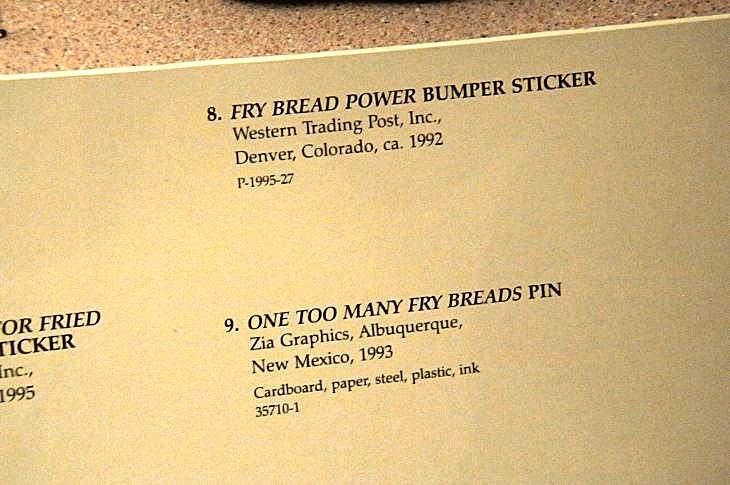 8. FRY BREAD POWER BUMPER STICKER
Western Trading Post, Inc.,
Denver, Colorado, ca. 1992
P-1995-27
9. ONE TOO MANY FRY BREADS PIN
Zia Graphics, Albuquerque,
New Mexico, 1993
Cardboard, paper, steel, plastic, ink
35710-1
OR FRIED
TICKER
Inc.,
1995